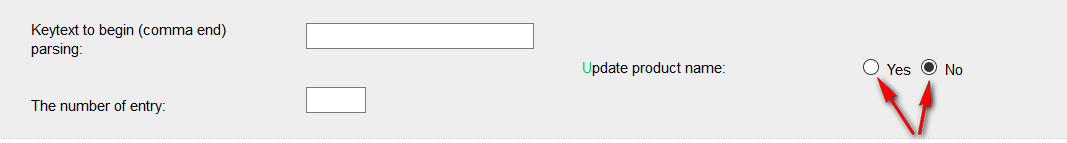 Keytext to begin (comma end)
parsing:
Update product name:
Yes
No
The number of entry: